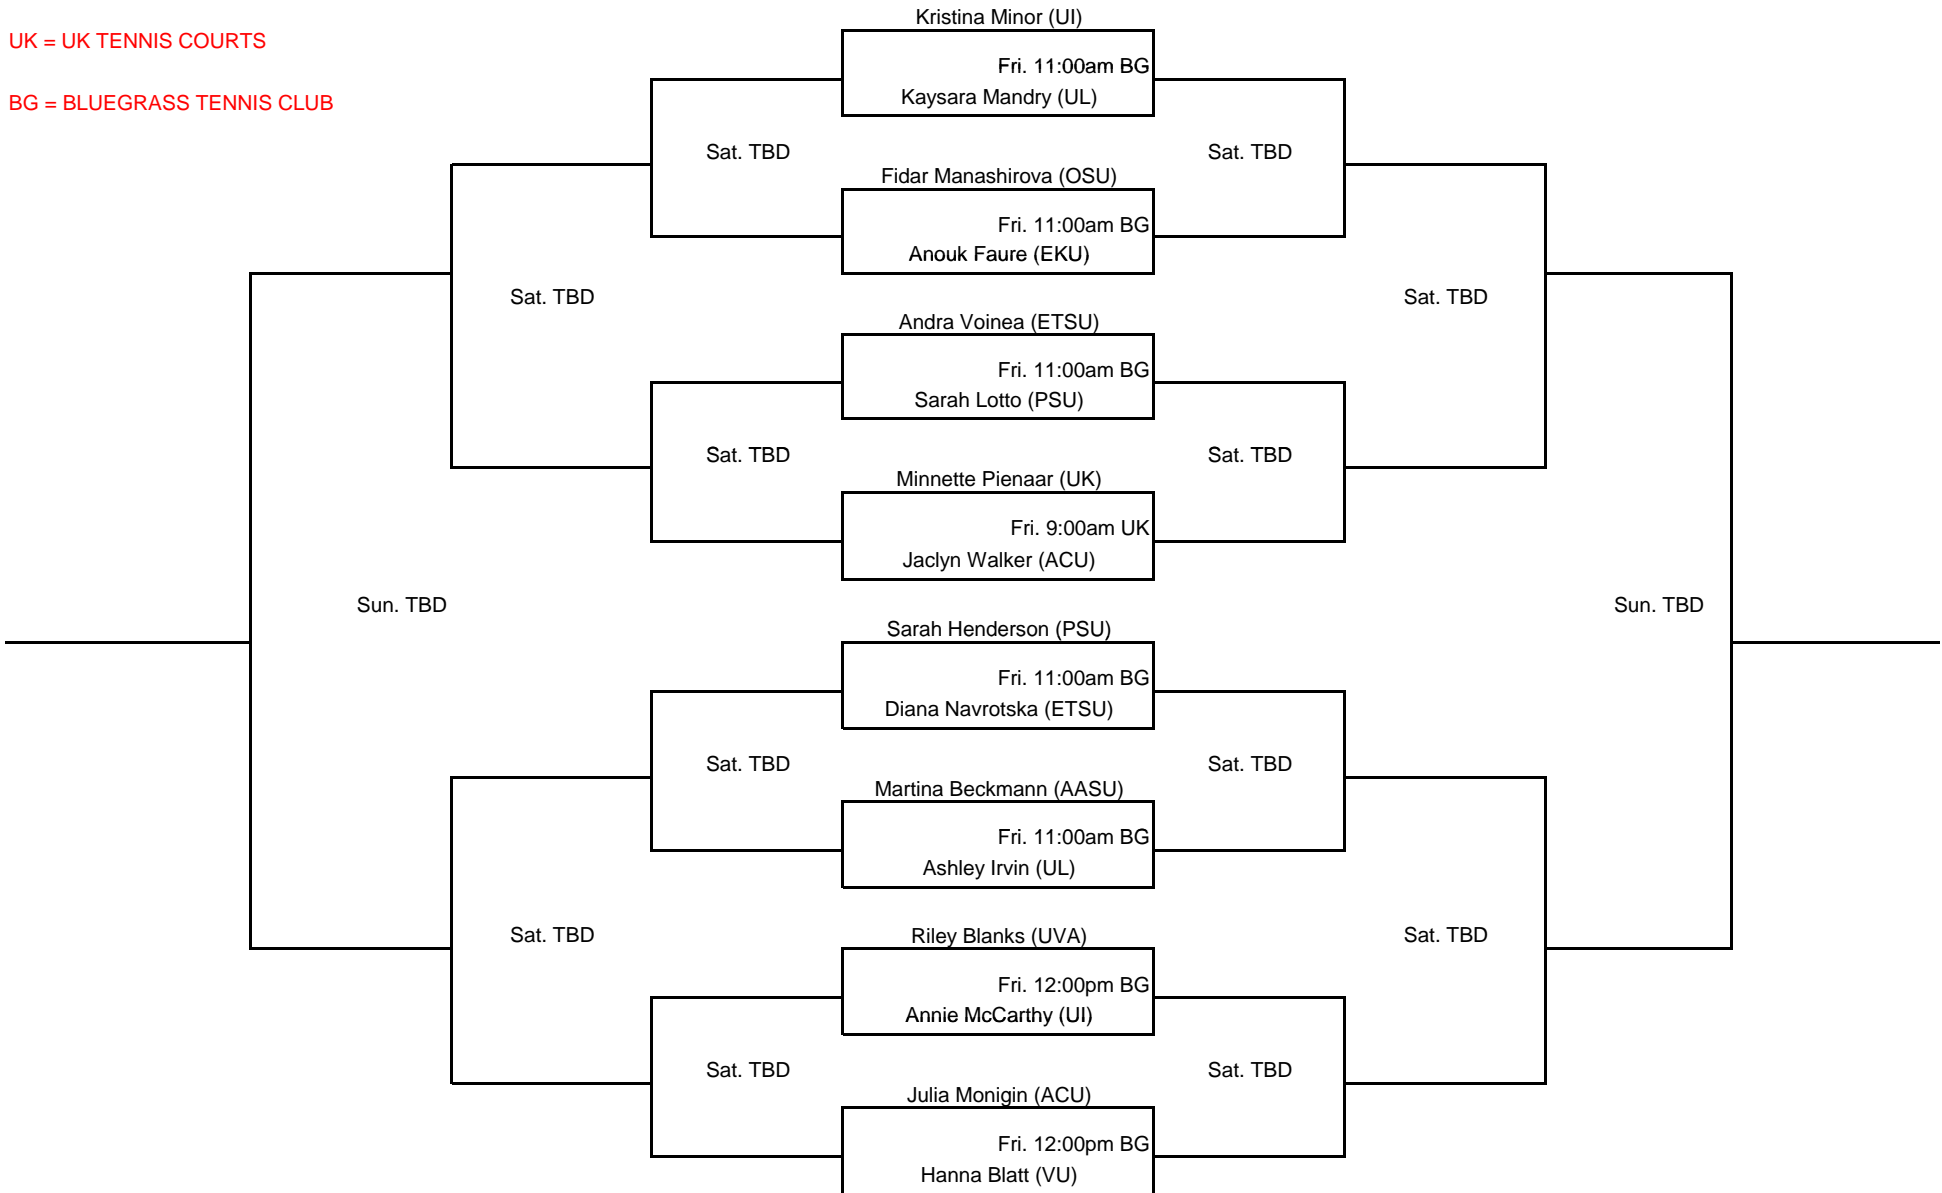 Kristina Minor (UI)
UK = UK TENNIS COURTS
Fri. 11:00am BG
BG = BLUEGRASS TENNIS CLUB
Kaysara Mandry (UL)
Sat. TBD
Sat. TBD
Fidar Manashirova (OSU)
Fri. 11:00am BG
Anouk Faure (EKU)
Sat. TBD
Sat. TBD
Andra Voinea (ETSU)
Fri. 11:00am BG
Sarah Lotto (PSU)
Sat. TBD
Sat. TBD
Minnette Pienaar (UK)
Fri. 9:00am UK
Jaclyn Walker (ACU)
Sun. TBD
Sun. TBD
Sarah Henderson (PSU)
Fri. 11:00am BG
Diana Navrotska (ETSU)
Sat. TBD
Sat. TBD
Martina Beckmann (AASU)
Fri. 11:00am BG
Ashley Irvin (UL)
Sat. TBD
Sat. TBD
Riley Blanks (UVA)
Fri. 12:00pm BG
Annie McCarthy (UI)
Sat. TBD
Sat. TBD
Julia Monigin (ACU)
Fri. 12:00pm BG
Hanna Blatt (VU)